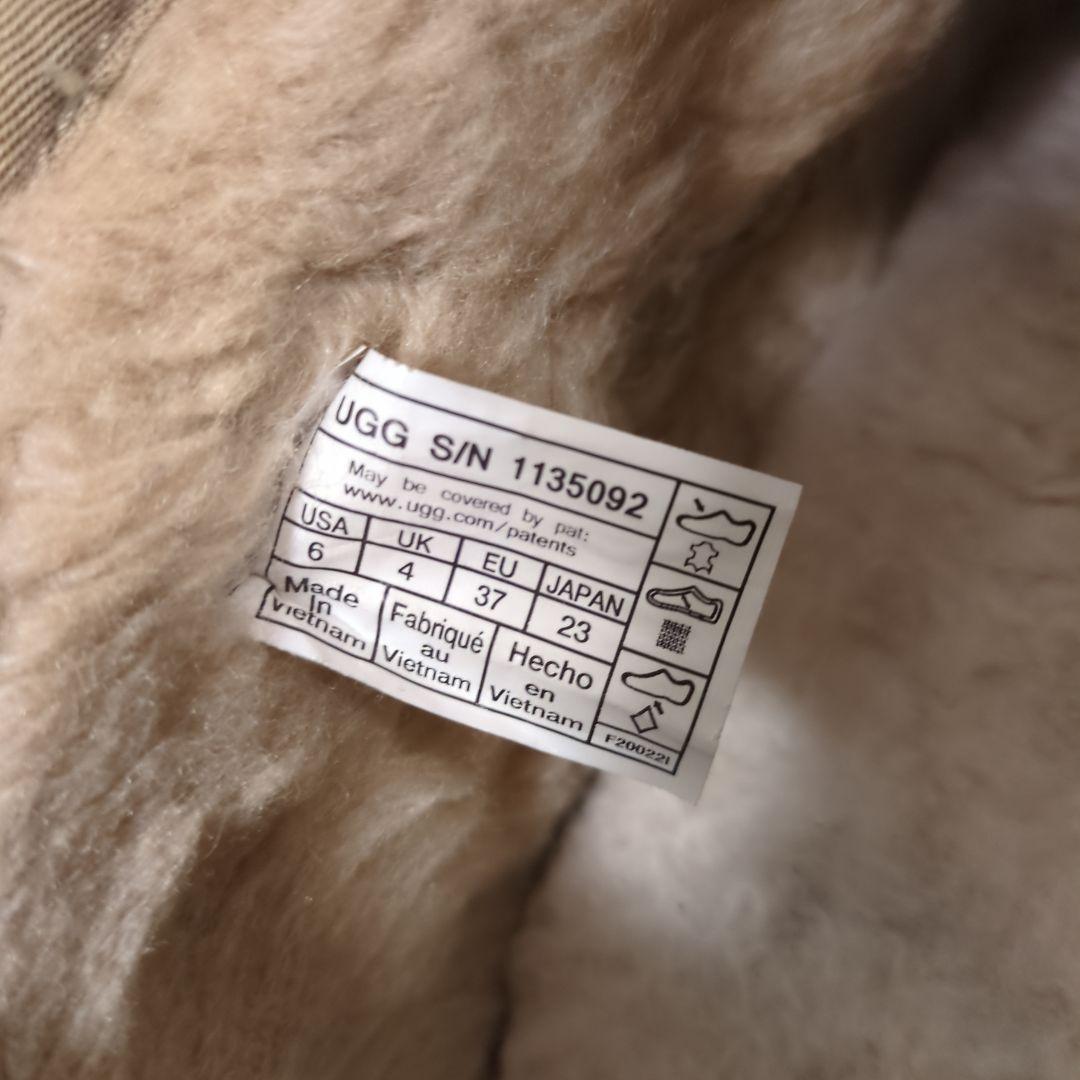 UGG S/N 1135092
May be covered by pat:
www.ugg.com/patents
USA UK EU JAPAN
6 4 37 23
Made In Vietnam
Fabriqué au Vietnam
Hecho en Vietnam
F20022I